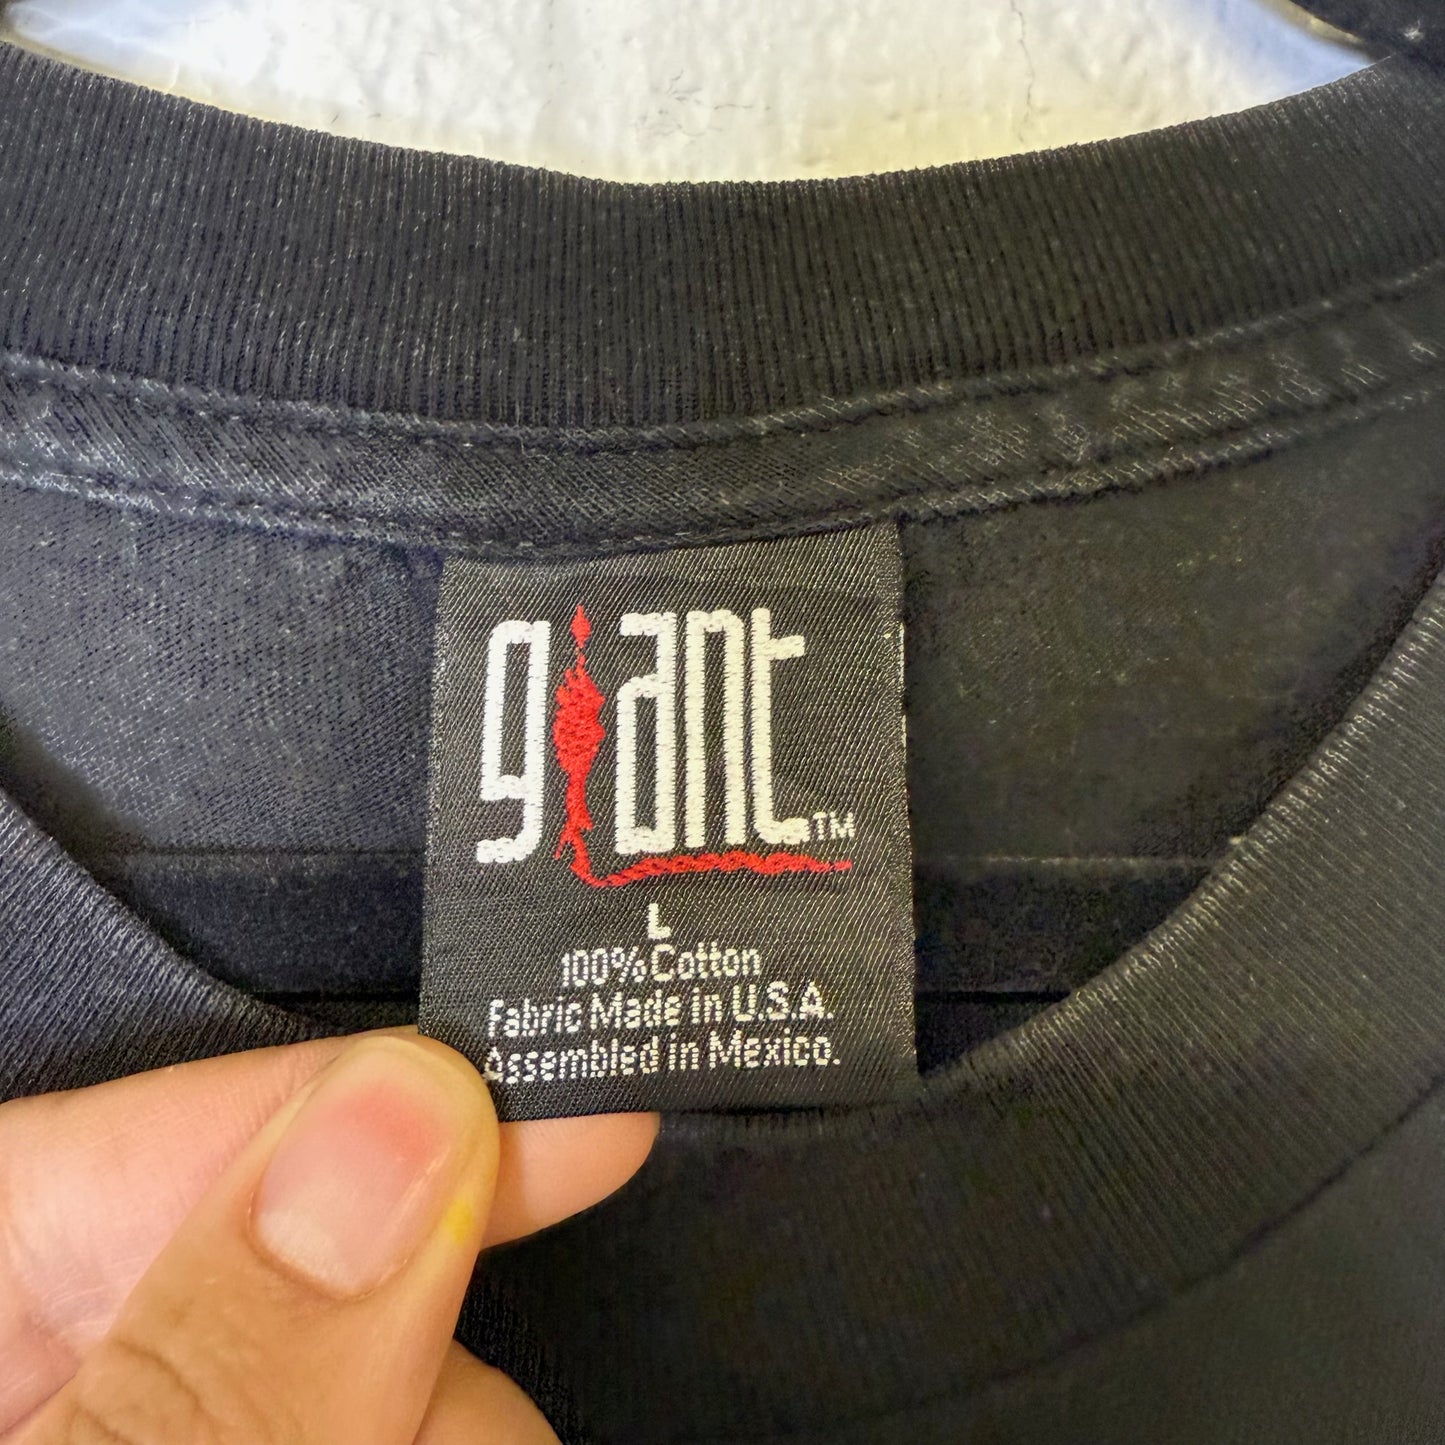 giant™
L
100% Cotton
Fabric Made in U.S.A.
Assembled in Mexico.